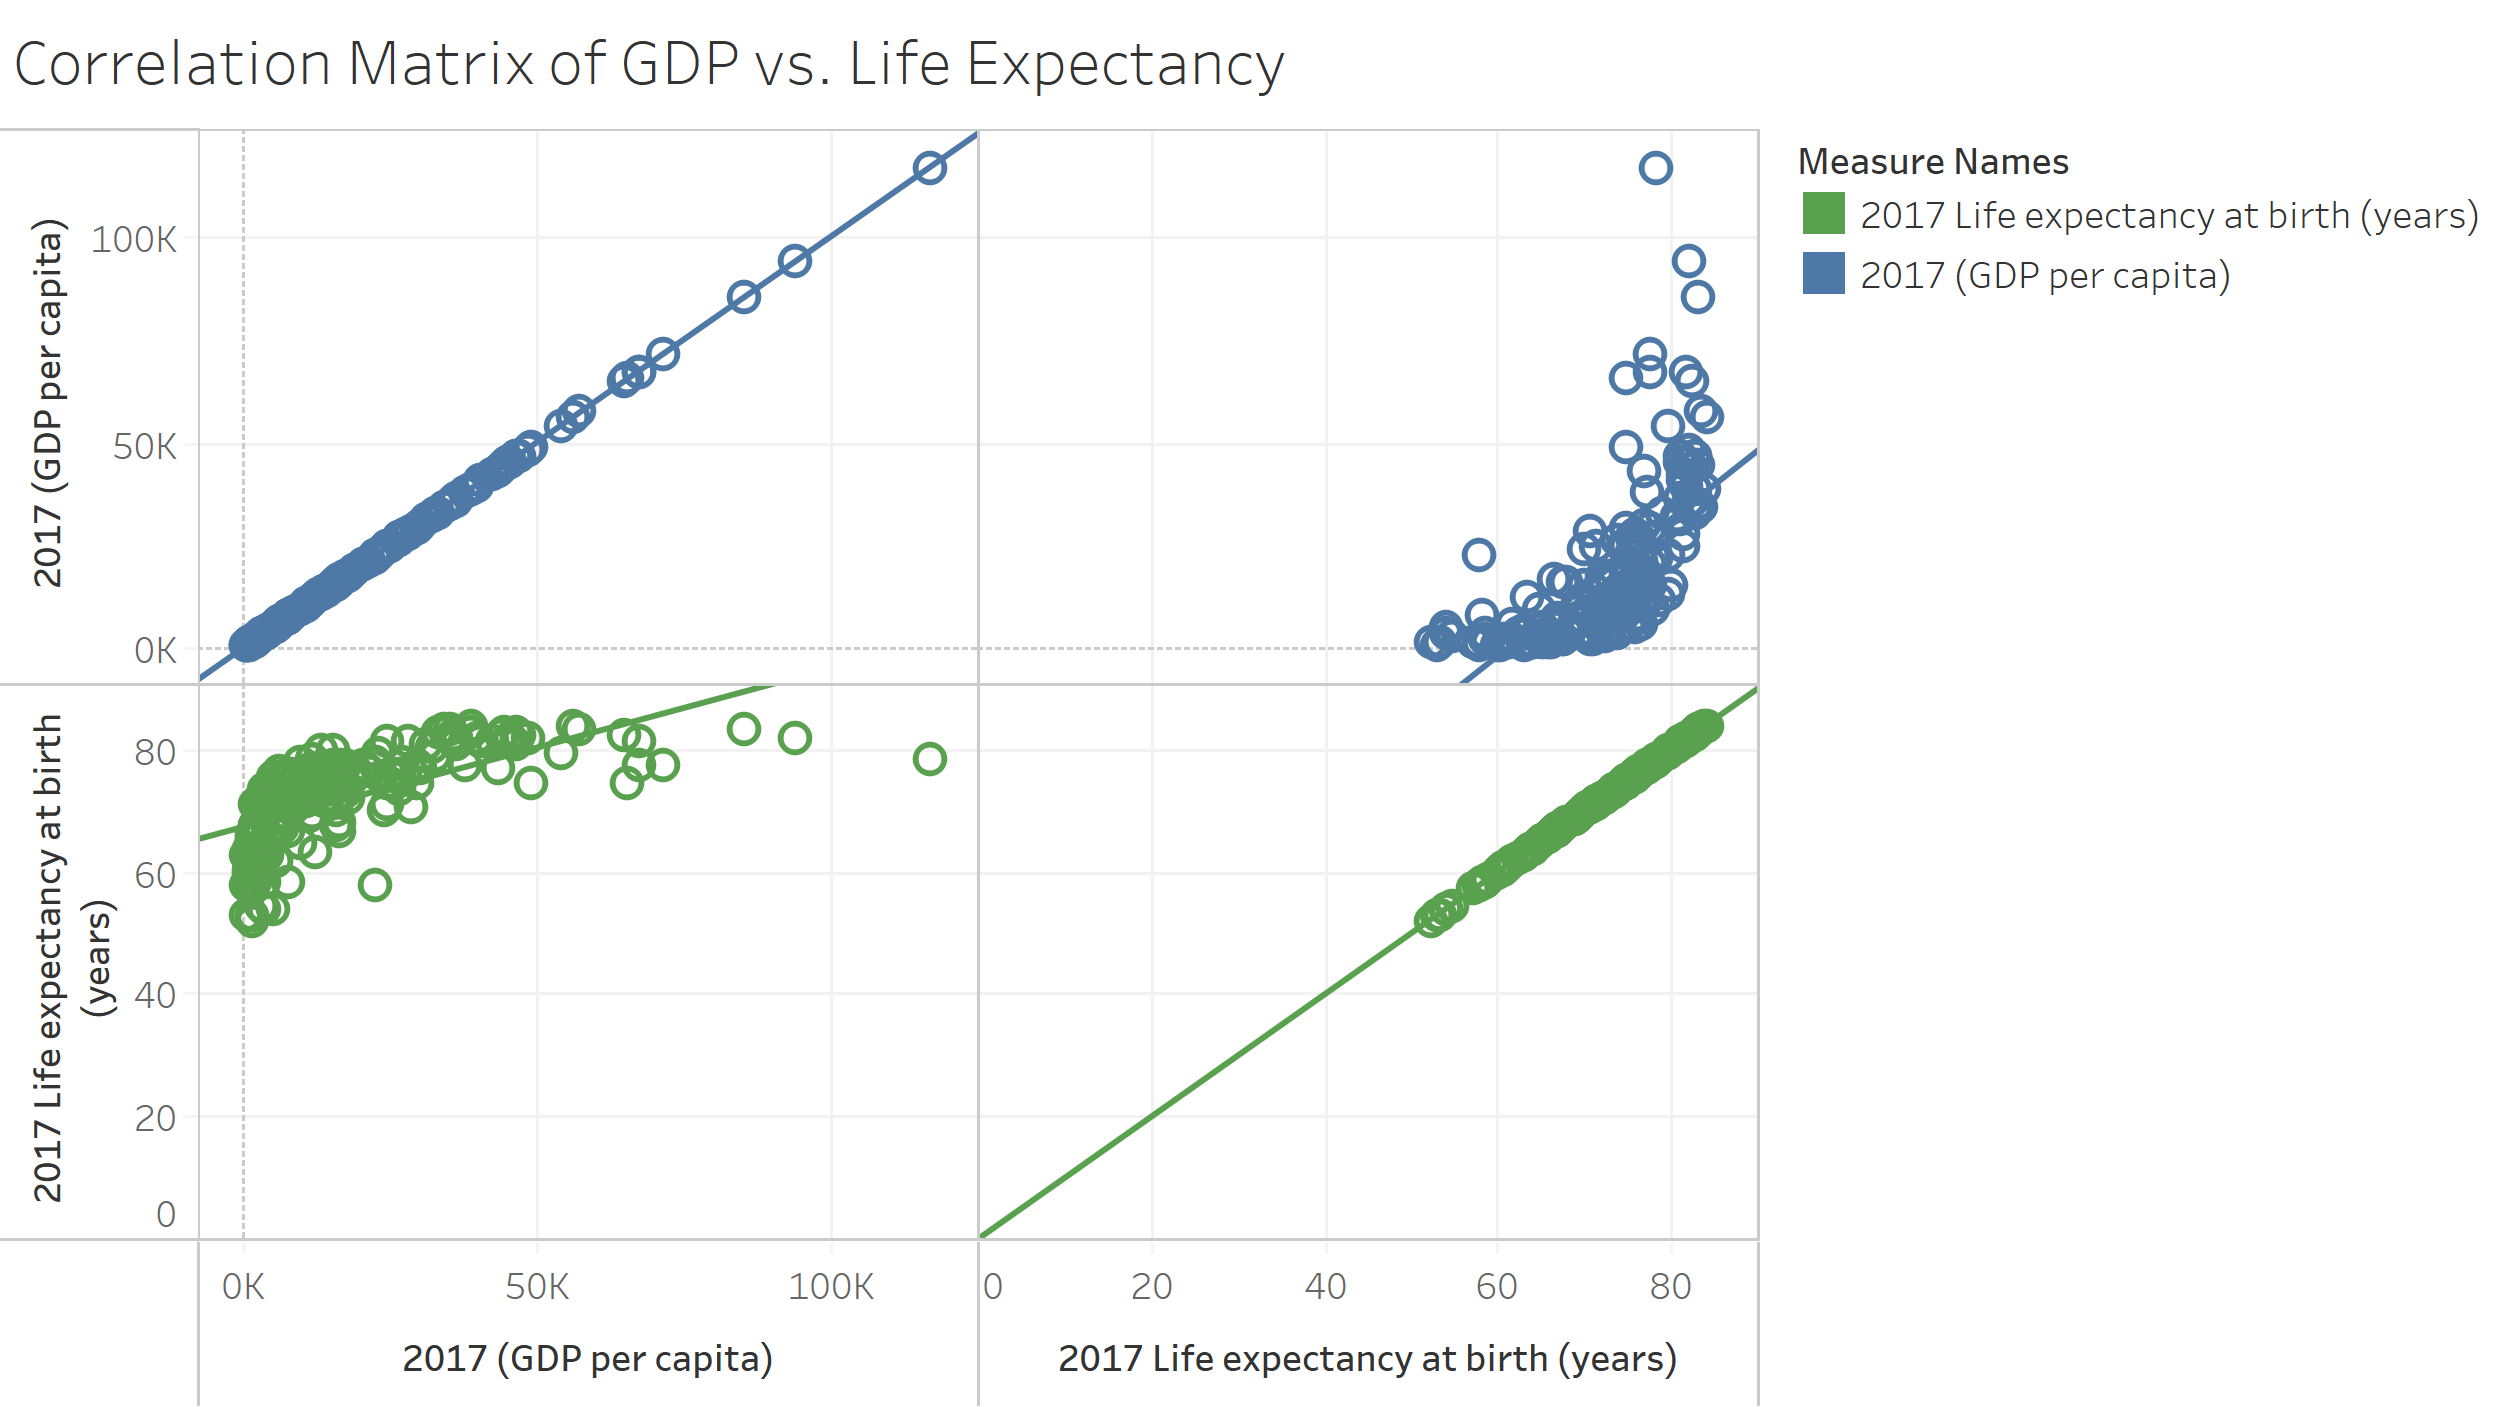 Correlation Matrix of GDP vs. Life Expectancy
Measure Names
2017 Life expectancy at birth (years)
2017 (GDP per capita)
2017 (GDP per capita)
100K
50K
0K
2017 Life expectancy at birth
(years)
80
60
40
20
0
0K 50K 100K 0 20 40 60 80
2017 (GDP per capita) 2017 Life expectancy at birth (years)